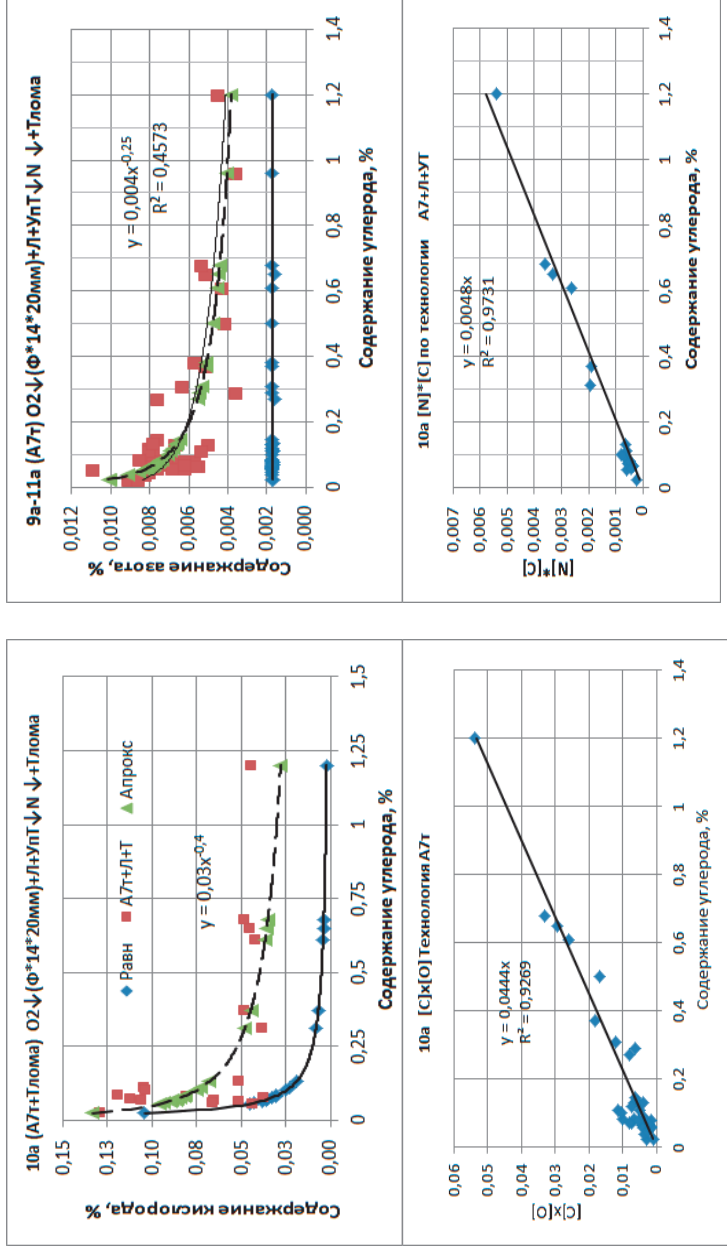 10а (А7т+Тлома) O2↓(Ф*14*20мм)+Л+УпТ↓N ↓+Тлома
Содержание кислорода, %
0,15
0,13
0,10
0,08
0,05
0,03
0,00
Равн
А7т+Л+Т
Апрокс
y = 0,03x^-0,4
0
0,25
0,5
0,75
1
1,25
1,5
Содержание углерода, %
9а-11а (А7т) O2↓(Ф*14*20мм)+Л+УпТ↓N ↓+Тлома
Содержание азота, %
0,012
0,010
0,008
0,006
0,004
0,002
0,000
y = 0,004x^-0,25
R² = 0,4573
0
0,2
0,4
0,6
0,8
1
1,2
1,4
Содержание углерода, %
10а [C]x[O] Технология А7т
[C]x[O]
0,06
0,05
0,04
0,03
0,02
0,01
0
y = 0,0444x
R² = 0,9269
0
0,2
0,4
0,6
0,8
1
1,2
1,4
Содержание углерода, %
10а [N]*[C] по технологии А7+Л+УТ
[N]*[C]
0,007
0,006
0,005
0,004
0,003
0,002
0,001
0
y = 0,0048x
R² = 0,9731
0
0,2
0,4
0,6
0,8
1
1,2
1,4
Содержание углерода, %